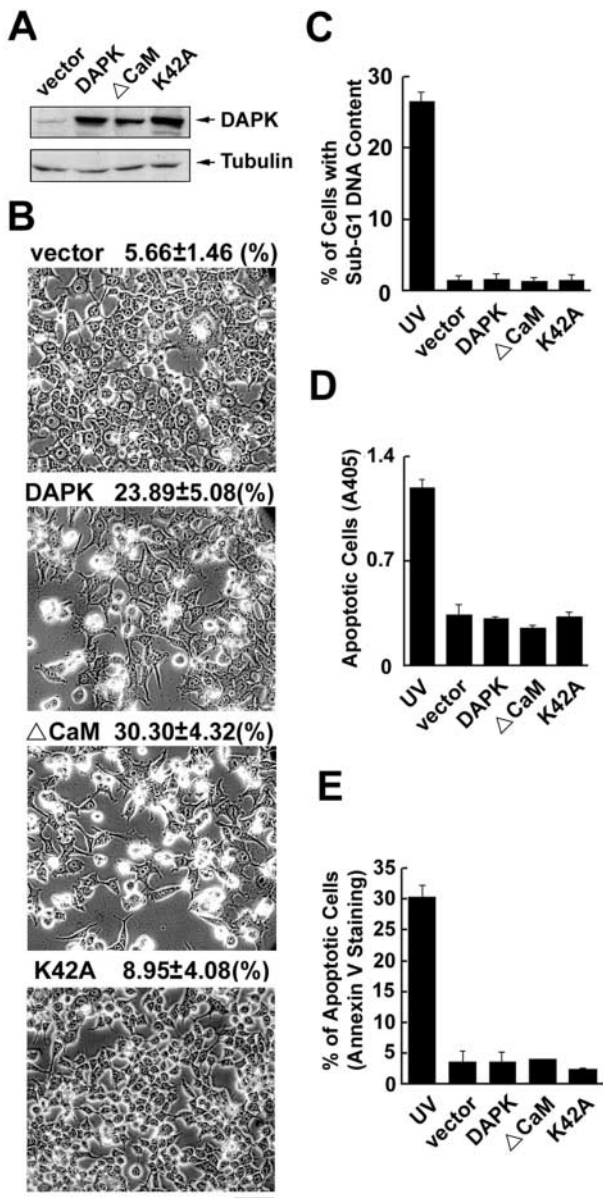 A
vector
DAPK
△CaM
K42A
DAPK
Tubulin
B
vector 5.66±1.46 (%)
DAPK 23.89±5.08(%)
△CaM 30.30±4.32(%)
K42A 8.95±4.08(%)
C
% of Cells with
Sub-G1 DNA Content
30
20
10
0
UV
vector
DAPK
△CaM
K42A
D
Apoptotic Cells (A405)
1.4
0.7
0
UV
vector
DAPK
△CaM
K42A
E
% of Apoptotic Cells
(Annexin V Staining)
35
30
25
20
15
10
5
0
UV
vector
DAPK
△CaM
K42A